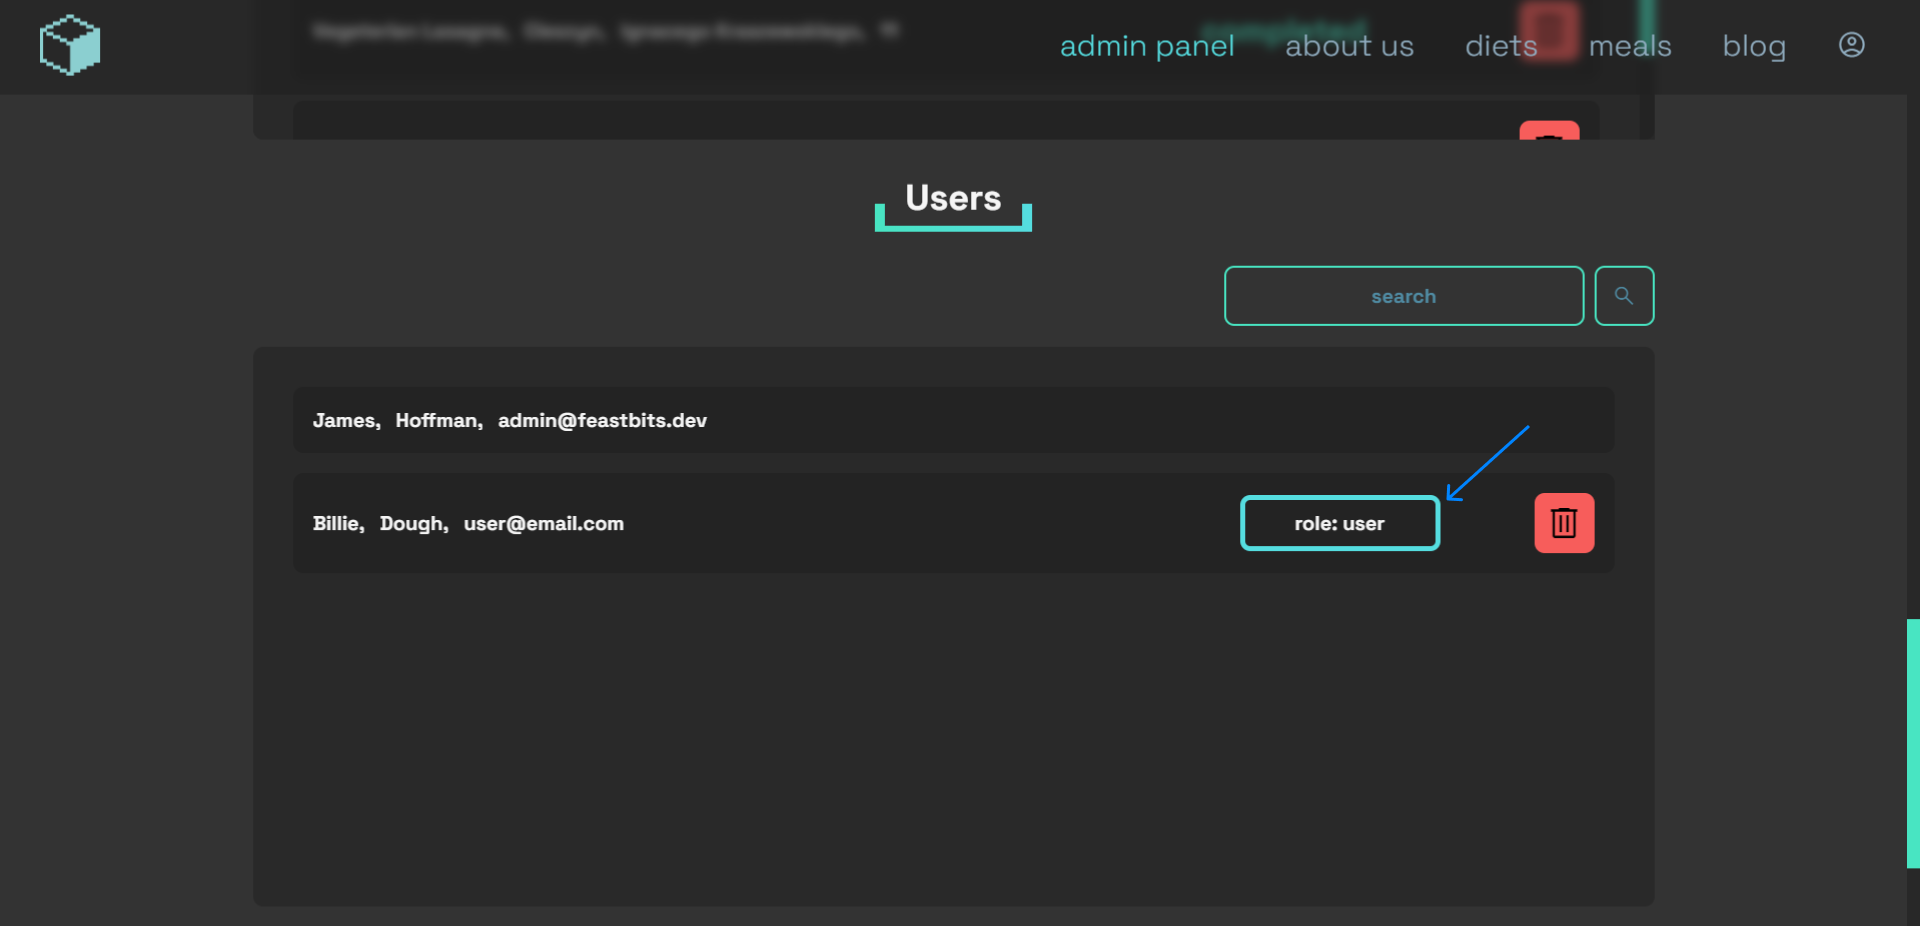 admin panel about us diets meals blog
Users
search
James, Hoffman, admin@feastbits.dev
Billie, Dough, user@email.com role: user